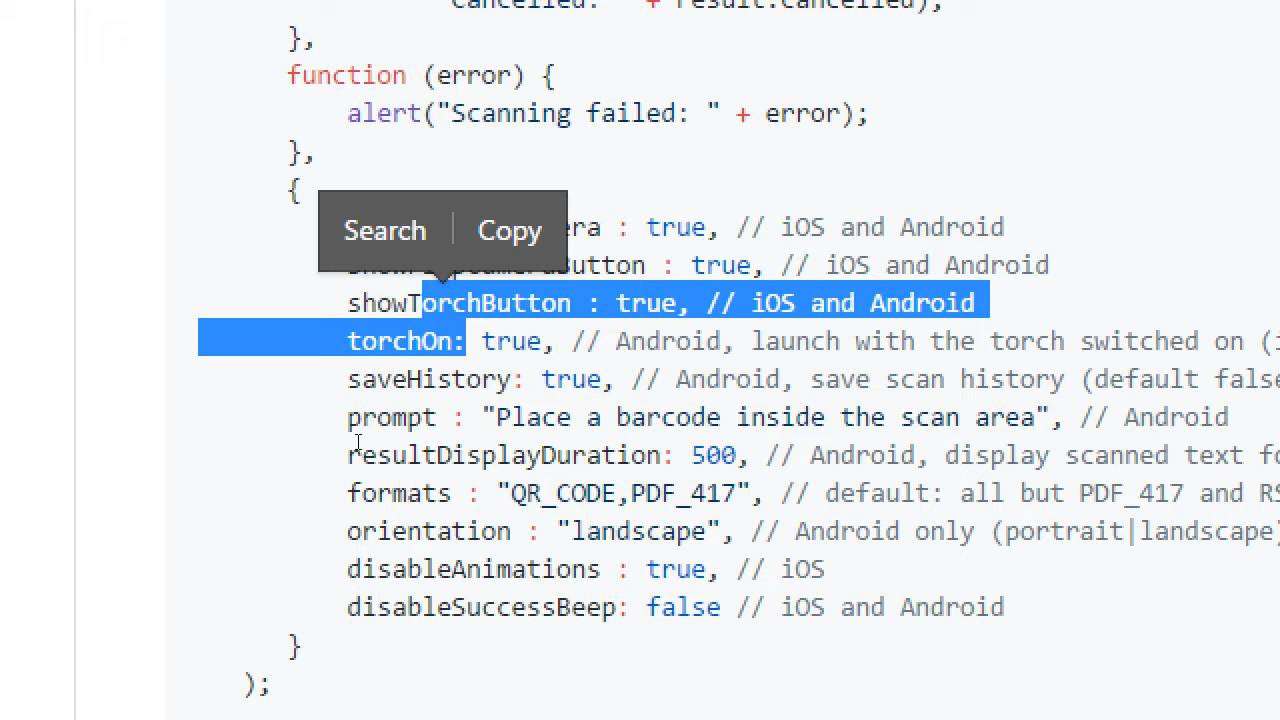 "Cancelled: " + result.cancelled);
},
function (error) {
alert("Scanning failed: " + error);
},
{
Search | Copy
era : true, // iOS and Android
Button : true, // iOS and Android
showTorchButton : true, // iOS and Android
torchOn: true, // Android, launch with the torch switched on (i
saveHistory: true, // Android, save scan history (default false
prompt : "Place a barcode inside the scan area", // Android
resultDisplayDuration: 500, // Android, display scanned text fo
formats : "QR_CODE,PDF_417", // default: all but PDF_417 and RS
orientation : "landscape", // Android only (portrait|landscape)
disableAnimations : true, // iOS
disableSuccessBeep: false // iOS and Android
}
);